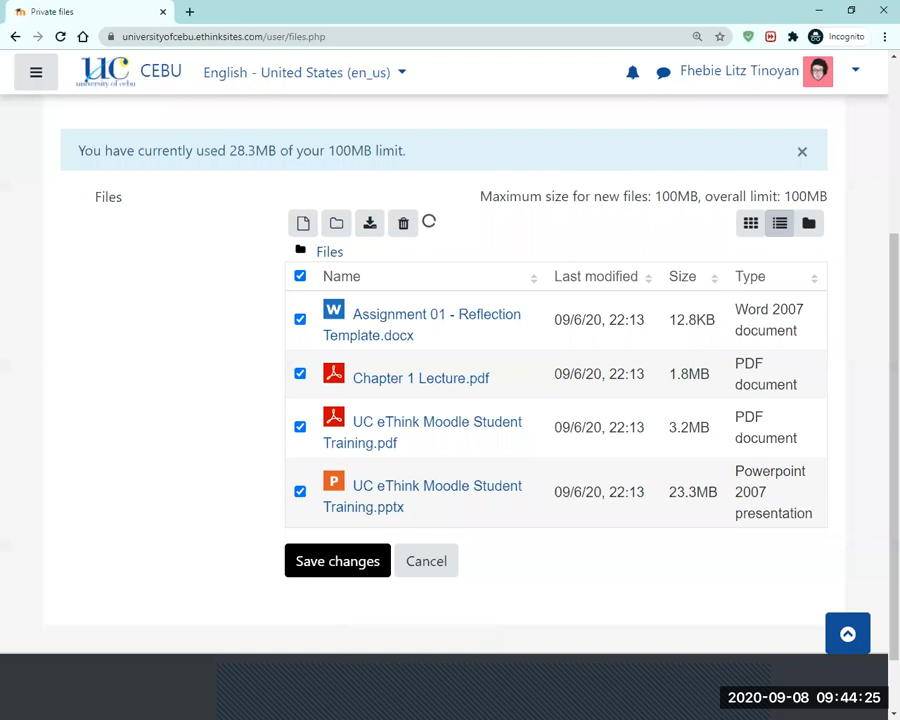 Private files
universityofcebu.ethinksites.com/user/files.php
Incognito
UC
university of cebu
CEBU
English - United States (en_us)
Fhebie Litz Tinoyan
You have currently used 28.3MB of your 100MB limit.
Files
Maximum size for new files: 100MB, overall limit: 100MB
Files
Name Last modified Size Type
Assignment 01 - Reflection
Template.docx
09/6/20, 22:13
12.8KB
Word 2007
document
Chapter 1 Lecture.pdf
09/6/20, 22:13
1.8MB
PDF
document
UC eThink Moodle Student
Training.pdf
09/6/20, 22:13
3.2MB
PDF
document
UC eThink Moodle Student
Training.pptx
09/6/20, 22:13
23.3MB
Powerpoint
2007
presentation
Save changes
Cancel
2020-09-08 09:44:25